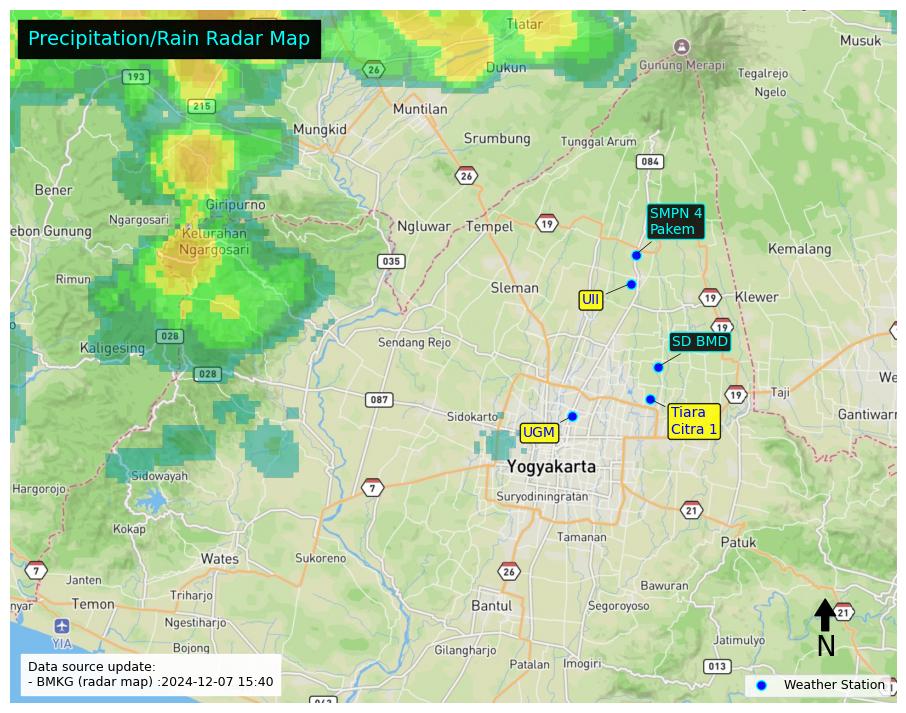 Precipitation/Rain Radar Map
Tlatar
Musuk
26
Dukun
Gunung Merapi
193
Tegalrejo
Ngelo
215
Muntilan
Mungkid
Srumbung
Tunggal Arum
084
26
Bener
Giripurno
SMPN 4
Pakem
Ngargosari
ebon Gunung
Kelurahan
Ngargosari
Ngluwar
Tempel
19
Kemalang
035
Rimun
Sleman
UII
19
Klewer
19
028
Kaligesing
Sendang Rejo
SD BMD
028
We
087
19
Taji
Sidokarto
Tiara
Citra 1
Gantiwarn
UGM
Yogyakarta
Sidowayah
Hargorojo
7
Suryodiningratan
21
Kokap
Tamanan
Patuk
Wates
Sukoreno
7
26
Janten
Bawuran
nyar
Temon
Triharjo
Bantul
Segoroyoso
21
Ngestiharjo
YIA
N
Bojong
Gilangharjo
Jatimulyo
Patalan
Imogiri
013
Data source update:
- BMKG (radar map) :2024-12-07 15:40
Weather Station